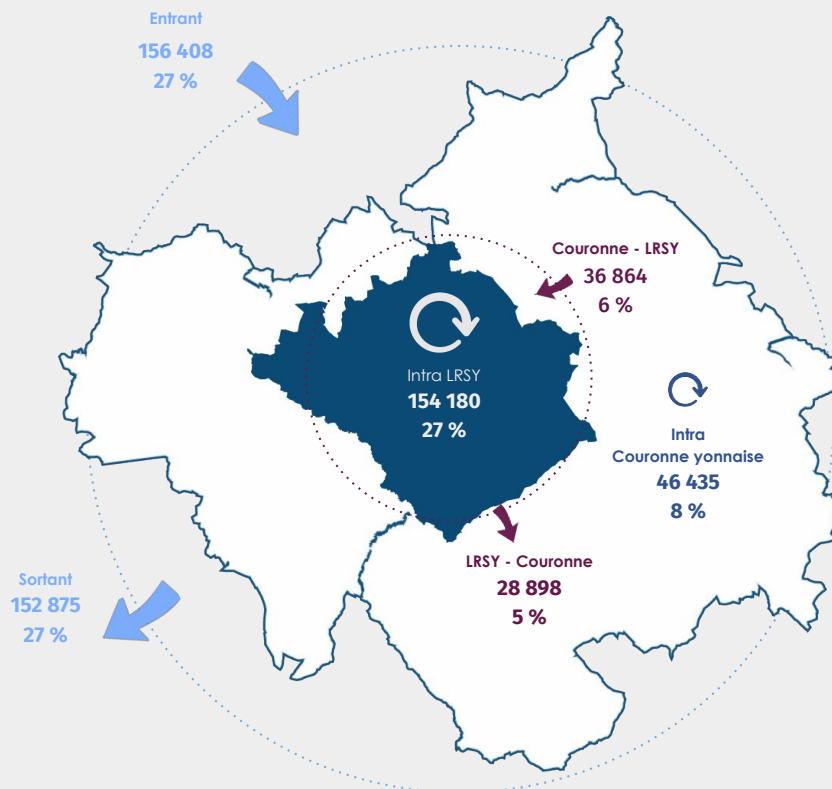 Entrant
156 408
27 %
Couronne - LRSY
36 864
6 %
Intra LRSY
154 180
27 %
Intra
Couronne yonnaise
46 435
8 %
LRSY - Couronne
28 898
5 %
Sortant
152 875
27 %